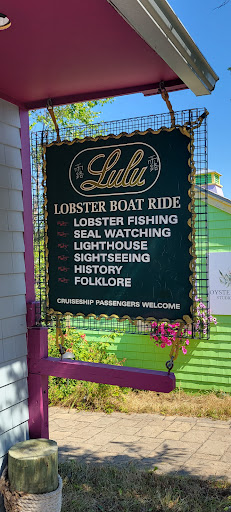 Lulu
LOBSTER BOAT RIDE
LOBSTER FISHING
SEAL WATCHING
LIGHTHOUSE
SIGHTSEEING
HISTORY
FOLKLORE
CRUISESHIP PASSENGERS WELCOME